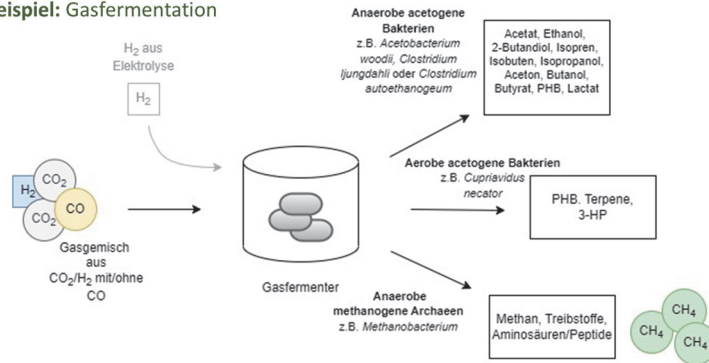 eispiel: Gasfermentation
H2 aus
Elektrolyse
H2
H2
CO2
CO2
CO
Gasgemisch
aus
CO2/H2 mit/ohne
CO
Gasfermenter
Anaerobe acetogene
Bakterien
z.B. Acetobacterium
woodii, Clostridium
ljungdahli oder Clostridium
autoethanogeum
Acetat, Ethanol,
2-Butandiol, Isopren,
Isobuten, Isopropanol,
Aceton, Butanol,
Butyrat, PHB, Lactat
Aerobe acetogene Bakterien
z.B. Cupriavidus
necator
PHB. Terpene,
3-HP
Anaerobe
methanogene Archaeen
z.B. Methanobacterium
Methan, Treibstoffe,
Aminosäuren/Peptide
CH4
CH4
CH4